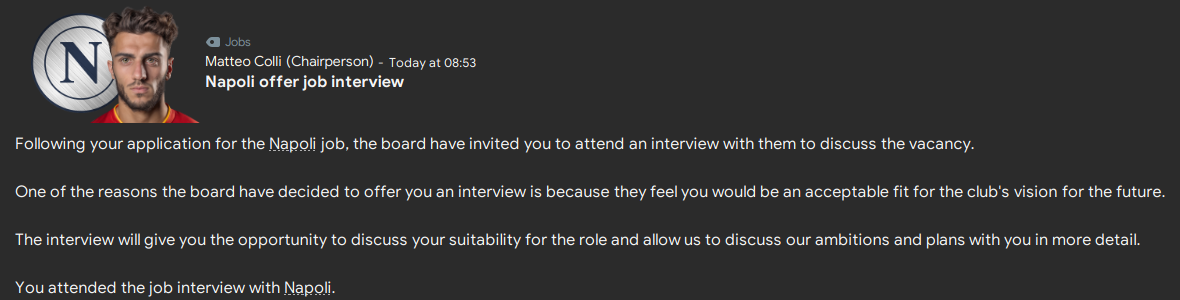 N
Jobs
Matteo Colli (Chairperson) - Today at 08:53
Napoli offer job interview
Following your application for the Napoli job, the board have invited you to attend an interview with them to discuss the vacancy.
One of the reasons the board have decided to offer you an interview is because they feel you would be an acceptable fit for the club's vision for the future.
The interview will give you the opportunity to discuss your suitability for the role and allow us to discuss our ambitions and plans with you in more detail.
You attended the job interview with Napoli.